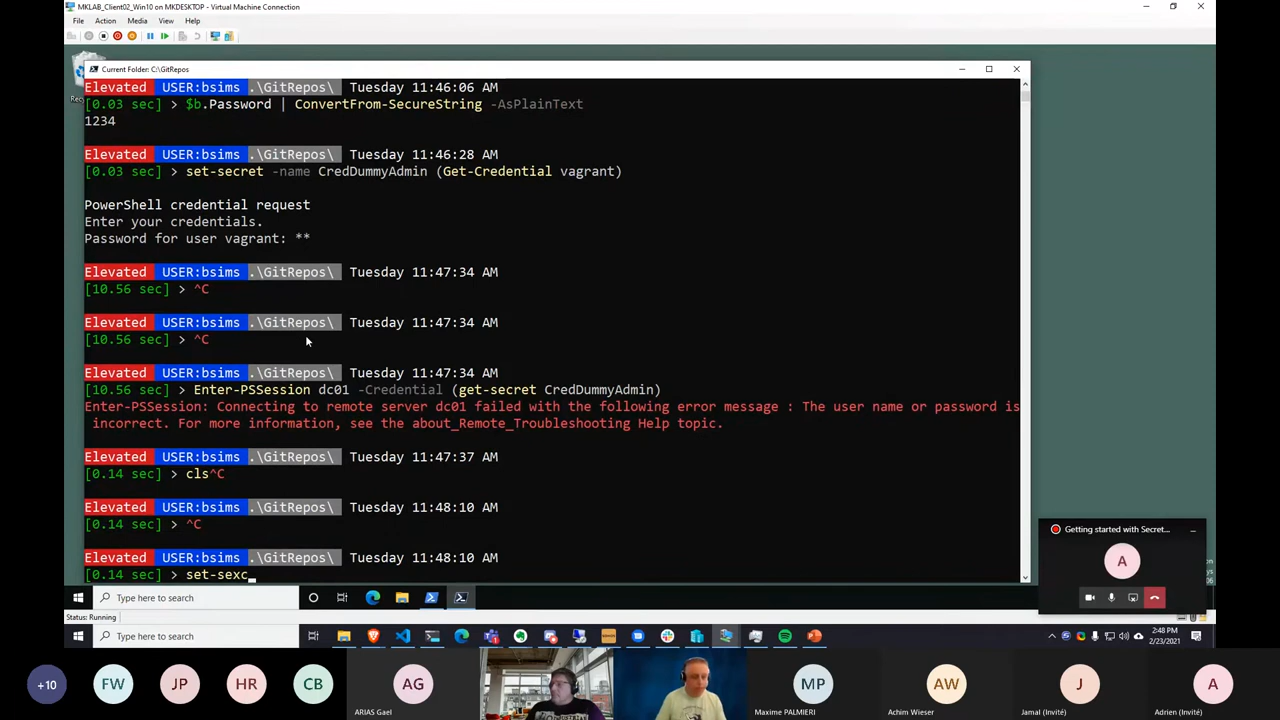 MKLAB_Client02_Win10 on MKDESKTOP - Virtual Machine Connection
File Action Media View Help
Current Folder: C:\GitRepos\
Elevated USER:bsims .\GitRepos\ Tuesday 11:46:06 AM
[0.03 sec] > $b.Password | ConvertFrom-SecureString -AsPlainText
1234
Elevated USER:bsims .\GitRepos\ Tuesday 11:46:28 AM
[0.03 sec] > set-secret -name CredDummyAdmin (Get-Credential vagrant)
PowerShell credential request
Enter your credentials.
Password for user vagrant: **
Elevated USER:bsims .\GitRepos\ Tuesday 11:47:34 AM
[10.56 sec] > ^C
Elevated USER:bsims .\GitRepos\ Tuesday 11:47:34 AM
[10.56 sec] > ^C
Elevated USER:bsims .\GitRepos\ Tuesday 11:47:34 AM
[10.56 sec] > Enter-PSSession dc01 -Credential (get-secret CredDummyAdmin)
Enter-PSSession: Connecting to remote server dc01 failed with the following error message : The user name or password is
incorrect. For more information, see the about_Remote_Troubleshooting Help topic.
Elevated USER:bsims .\GitRepos\ Tuesday 11:47:37 AM
[0.14 sec] > cls^C
Elevated USER:bsims .\GitRepos\ Tuesday 11:48:10 AM
[0.14 sec] > ^C
Elevated USER:bsims .\GitRepos\ Tuesday 11:48:10 AM
[0.14 sec] > set-sexc
Getting started with Secret...
A
Type here to search
Status: Running
Type here to search
2:48 PM
2/23/2021
+10 FW JP HR CB AG MP AW J A
ARIAS Gael Maxime PALMIERI Achim Wieser Jamal (Invité) Adrien (Invité)